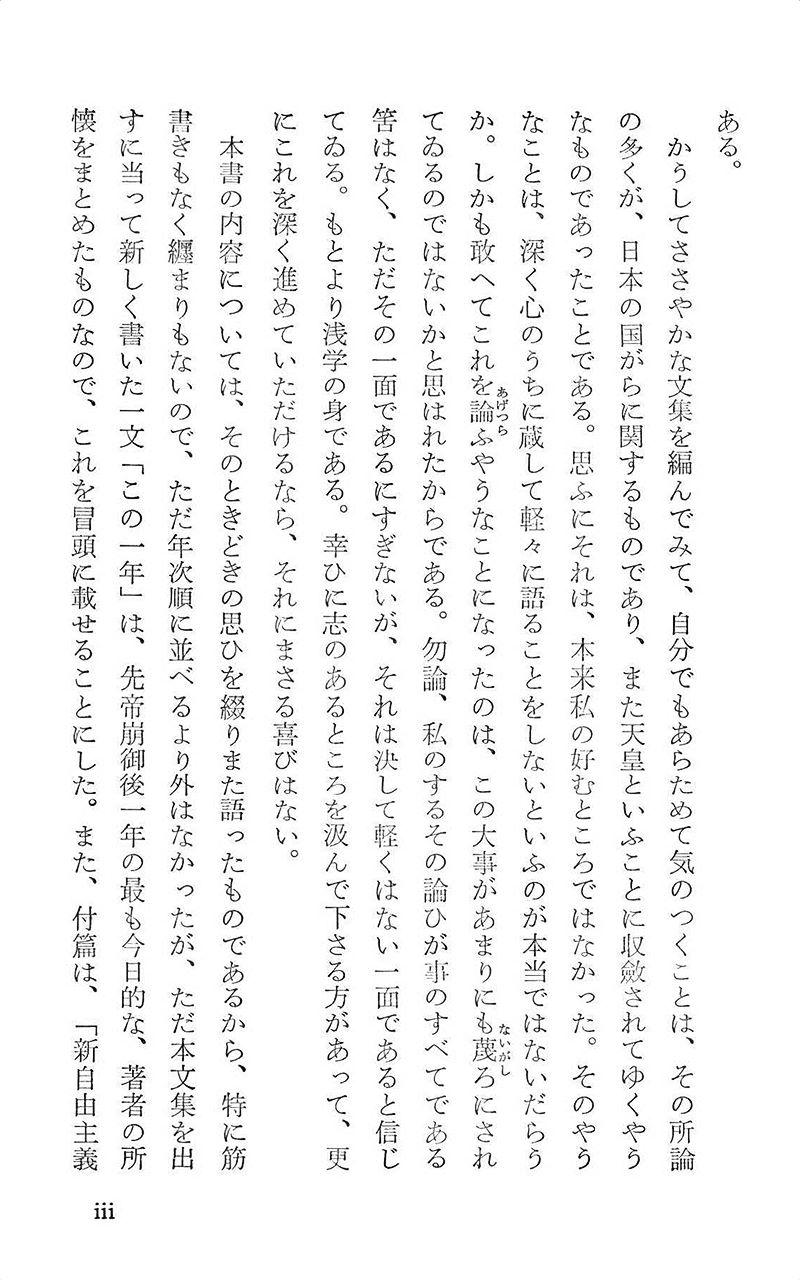 ある。
かうしてささやかな文集を編んでみて、自分でもあらためて気のつくことは、その所論
の多くが、日本の国がらに関するものであり、また天皇といふことに収斂されてゆくやう
なものであったことである。思ふにそれは、本来私の好むところではなかった。そのやう
なことは、深く心のうちに蔵して軽々に語ることをしないといふのが本当ではないだらう
か。しかも敢へてこれを論ふやうなことになったのは、この大事があまりにも蔑ろにされ
あげつら
ないがし
てゐるのではないかと思はれたからである。勿論、私のするその論ひが事のすべてである
筈はなく、ただその一面であるにすぎないが、それは決して軽くはない一面であると信じ
てゐる。もとより浅学の身である。幸ひに志のあるところを汲んで下さる方があって、更
にこれを深く進めていただけるなら、それにまさる喜びはない。
本書の内容については、そのときどきの思ひを綴りまた語ったものであるから、特に筋
書きもなく纏まりもないので、ただ年次順に並べるより外はなかったが、ただ本文集を出
すに当って新しく書いた一文「この一年」は、先帝崩御後一年の最も今日的な、著者の所
懐をまとめたものなので、これを冒頭に載せることにした。また、付篇は、「新自由主義
iii